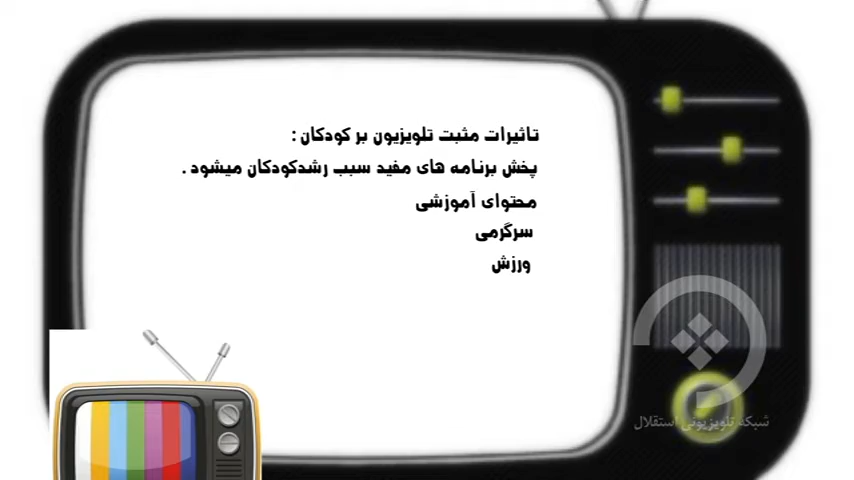 تاثیرات مثبت تلویزیون بر کودکان :
پخش برنامه های مفید سبب رشدکودکان میشود .
محتوای آموزشی
سرگرمی
ورزش
شبکه تلویزیونی استقلال